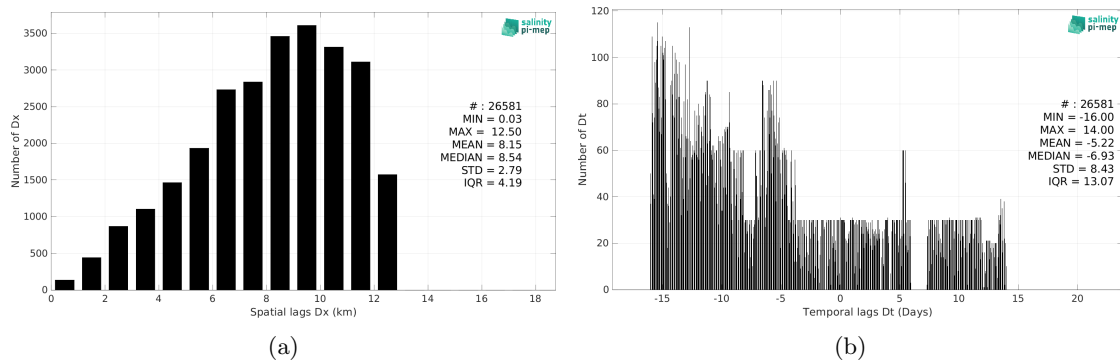 3500
3000
2500
2000
1500
1000
500
0
Number of Dx
0 2 4 6 8 10 12 14 16 18
Spatial lags Dx (km)
salinity
pi-mep
# : 26581
MIN = 0.03
MAX = 12.50
MEAN = 8.15
MEDIAN = 8.54
STD = 2.79
IQR = 4.19
(a)
120
100
80
60
40
20
0
Number of Dt
-15 -10 -5 0 5 10 15 20
Temporal lags Dt (Days)
salinity
pi-mep
# : 26581
MIN = -16.00
MAX = 14.00
MEAN = -5.22
MEDIAN = -6.93
STD = 8.43
IQR = 13.07
(b)